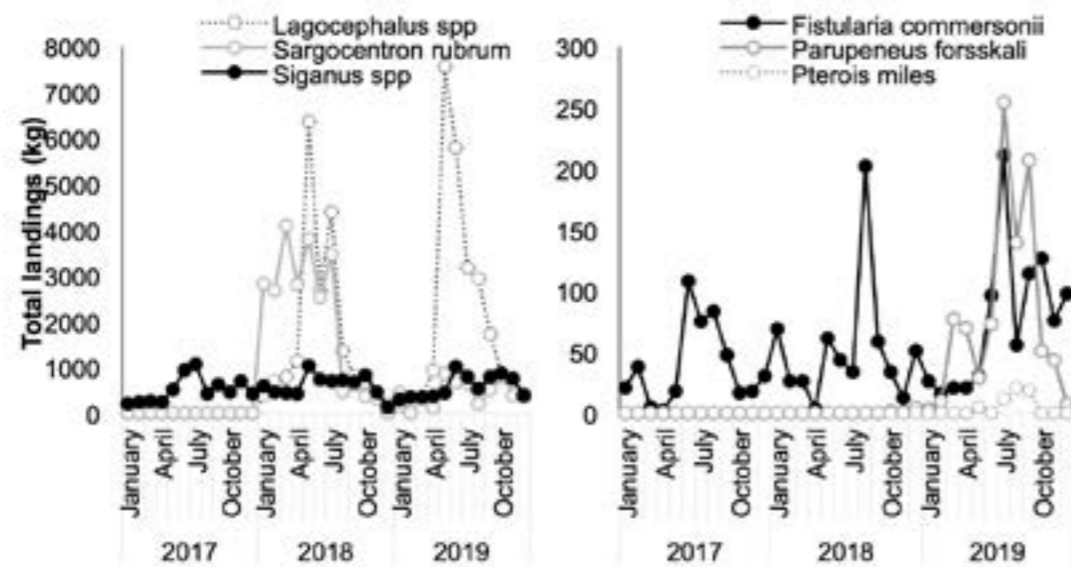 Lagocephalus spp
Sargocentron rubrum
Siganus spp
Total landings (kg)
8000
7000
6000
5000
4000
3000
2000
1000
0
January
April
July
October
January
April
July
October
January
April
July
October
2017
2018
2019
Fistularia commersonii
Parupeneus forsskali
Pterois miles
300
250
200
150
100
50
0
January
April
July
October
January
April
July
October
January
April
July
October
2017
2018
2019